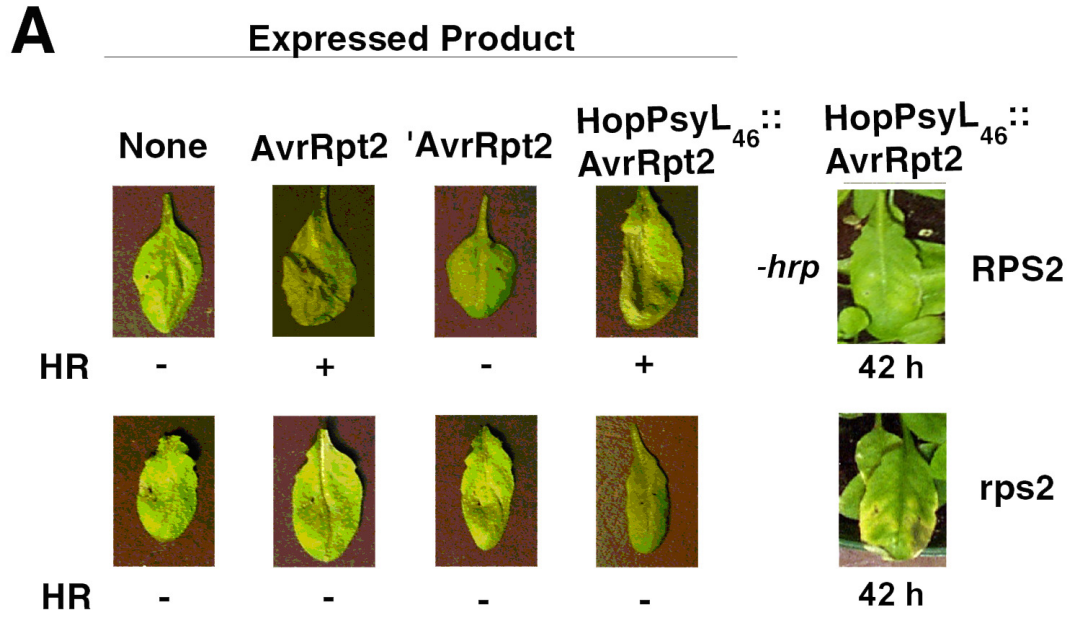 A
Expressed Product
None AvrRpt2 'AvrRpt2 HopPsyL46:: AvrRpt2 HopPsyL46:: AvrRpt2
-hrp RPS2
HR - + - + 42 h
rps2
HR - - - - 42 h